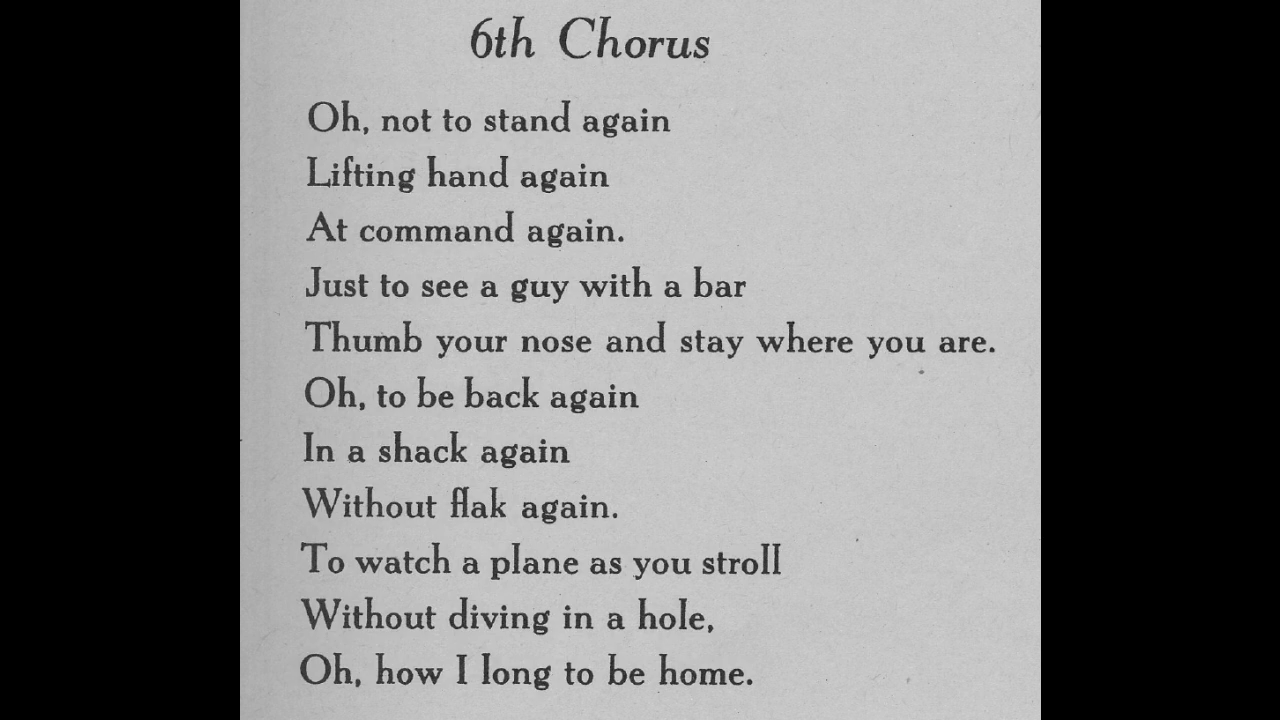 6th Chorus
Oh, not to stand again
Lifting hand again
At command again.
Just to see a guy with a bar
Thumb your nose and stay where you are.
Oh, to be back again
In a shack again
Without flak again.
To watch a plane as you stroll
Without diving in a hole,
Oh, how I long to be home.